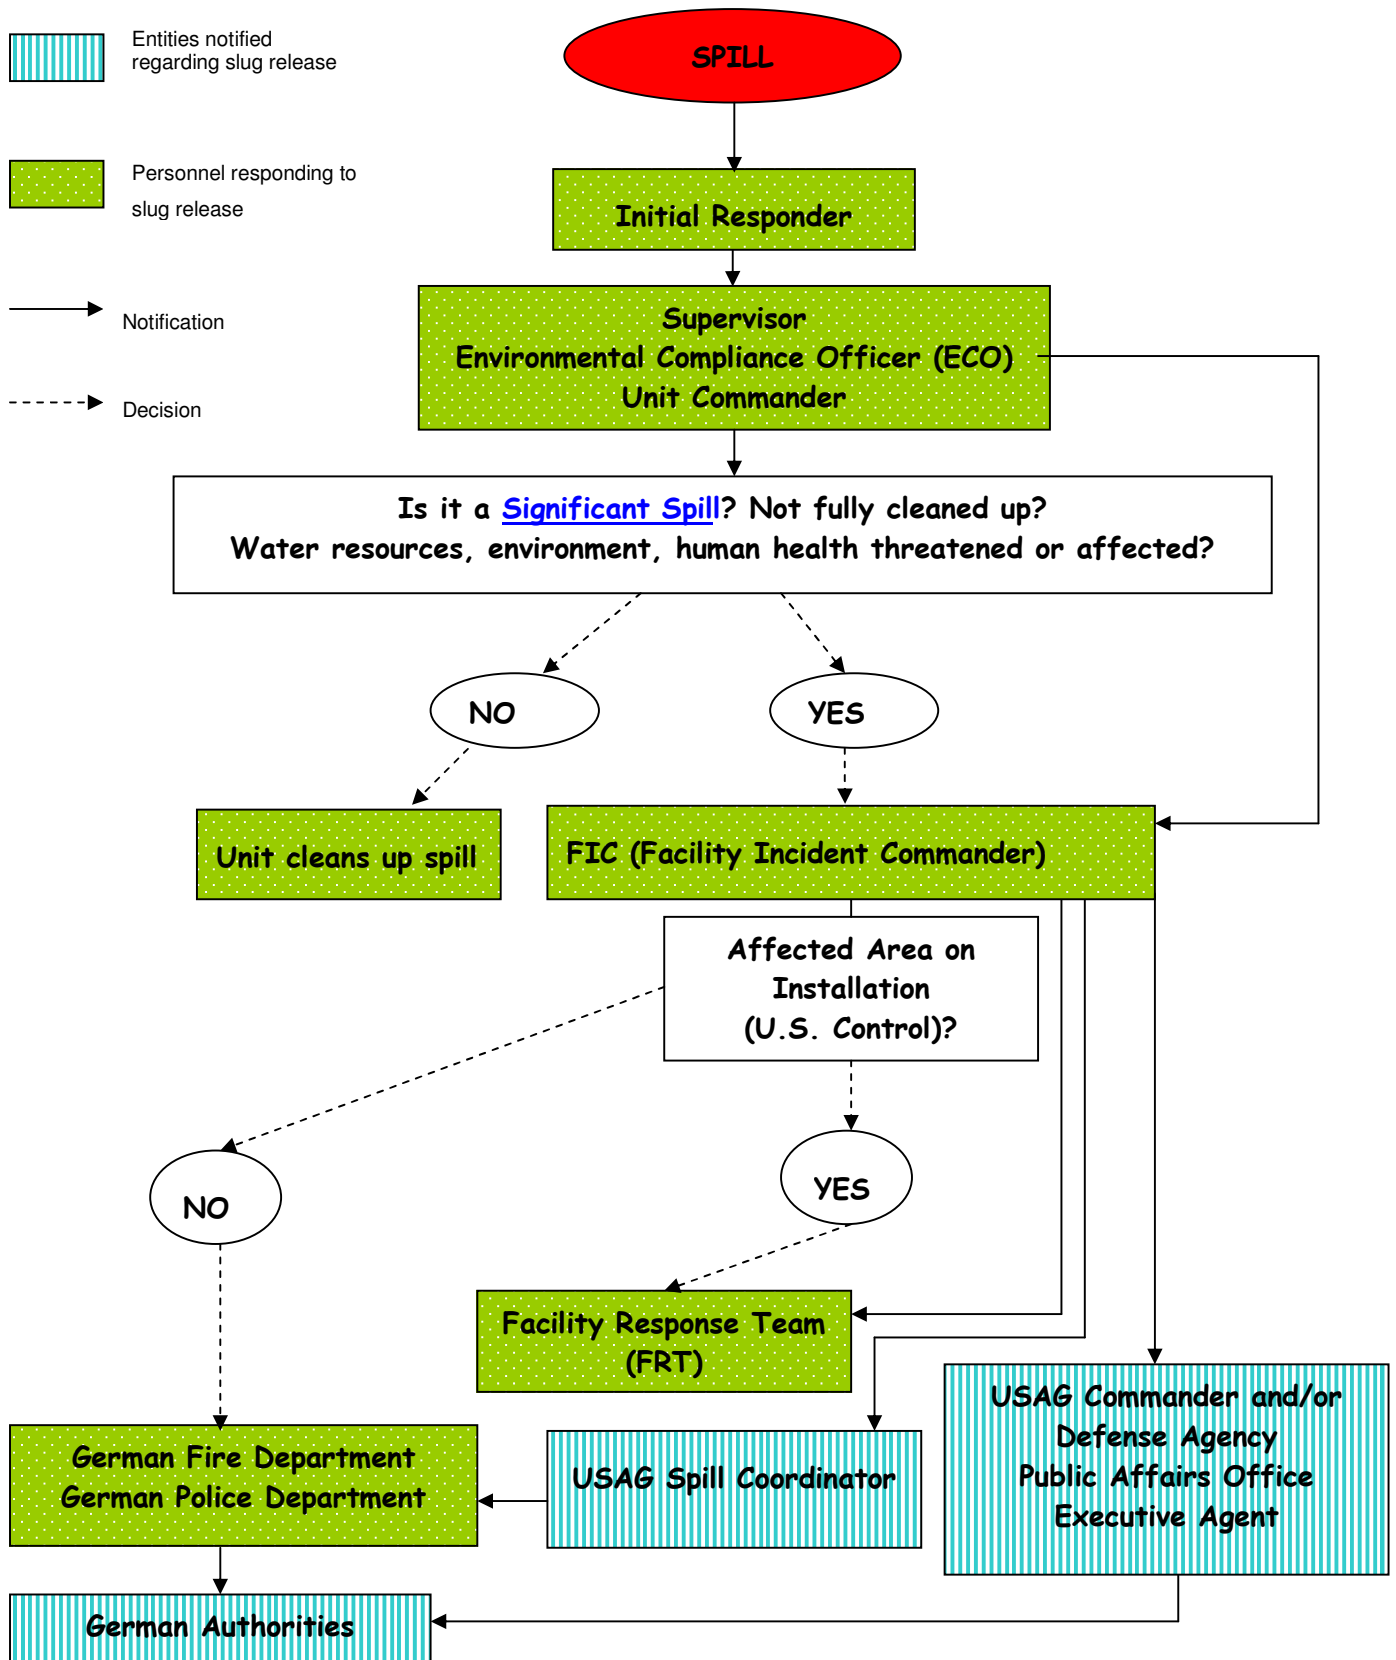 Entities notified
regarding slug release
SPILL
Personnel responding to
slug release
Initial Responder
Notification
Supervisor
Environmental Compliance Officer (ECO)
Unit Commander
Decision
Is it a Significant Spill? Not fully cleaned up?
Water resources, environment, human health threatened or affected?
NO
YES
Unit cleans up spill
FIC (Facility Incident Commander)
Affected Area on
Installation
(U.S. Control)?
NO
YES
Facility Response Team
(FRT)
USAG Commander and/or
Defense Agency
Public Affairs Office
Executive Agent
German Fire Department
German Police Department
USAG Spill Coordinator
German Authorities